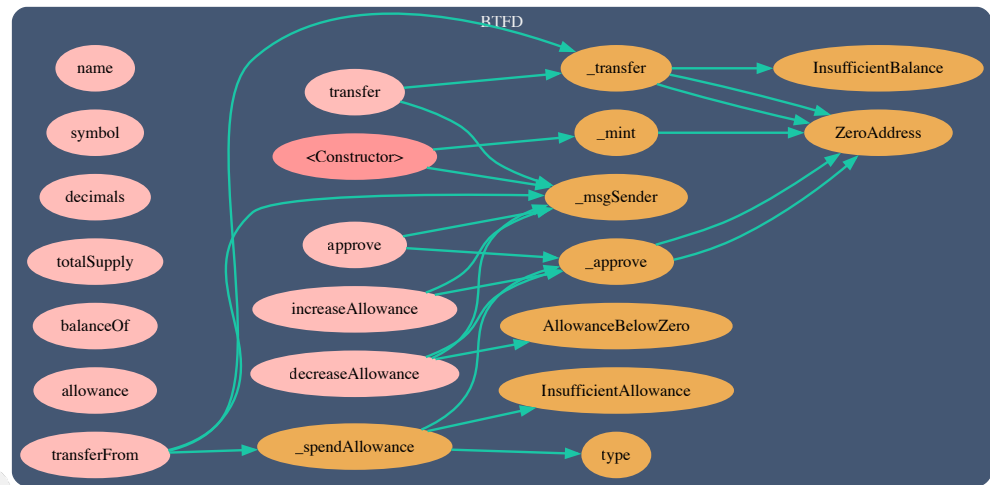 BTFD
name
symbol
decimals
totalSupply
balanceOf
allowance
transferFrom
transfer
<Constructor>
approve
increaseAllowance
decreaseAllowance
_spendAllowance
_transfer
_mint
_msgSender
_approve
AllowanceBelowZero
InsufficientAllowance
type
InsufficientBalance
ZeroAddress